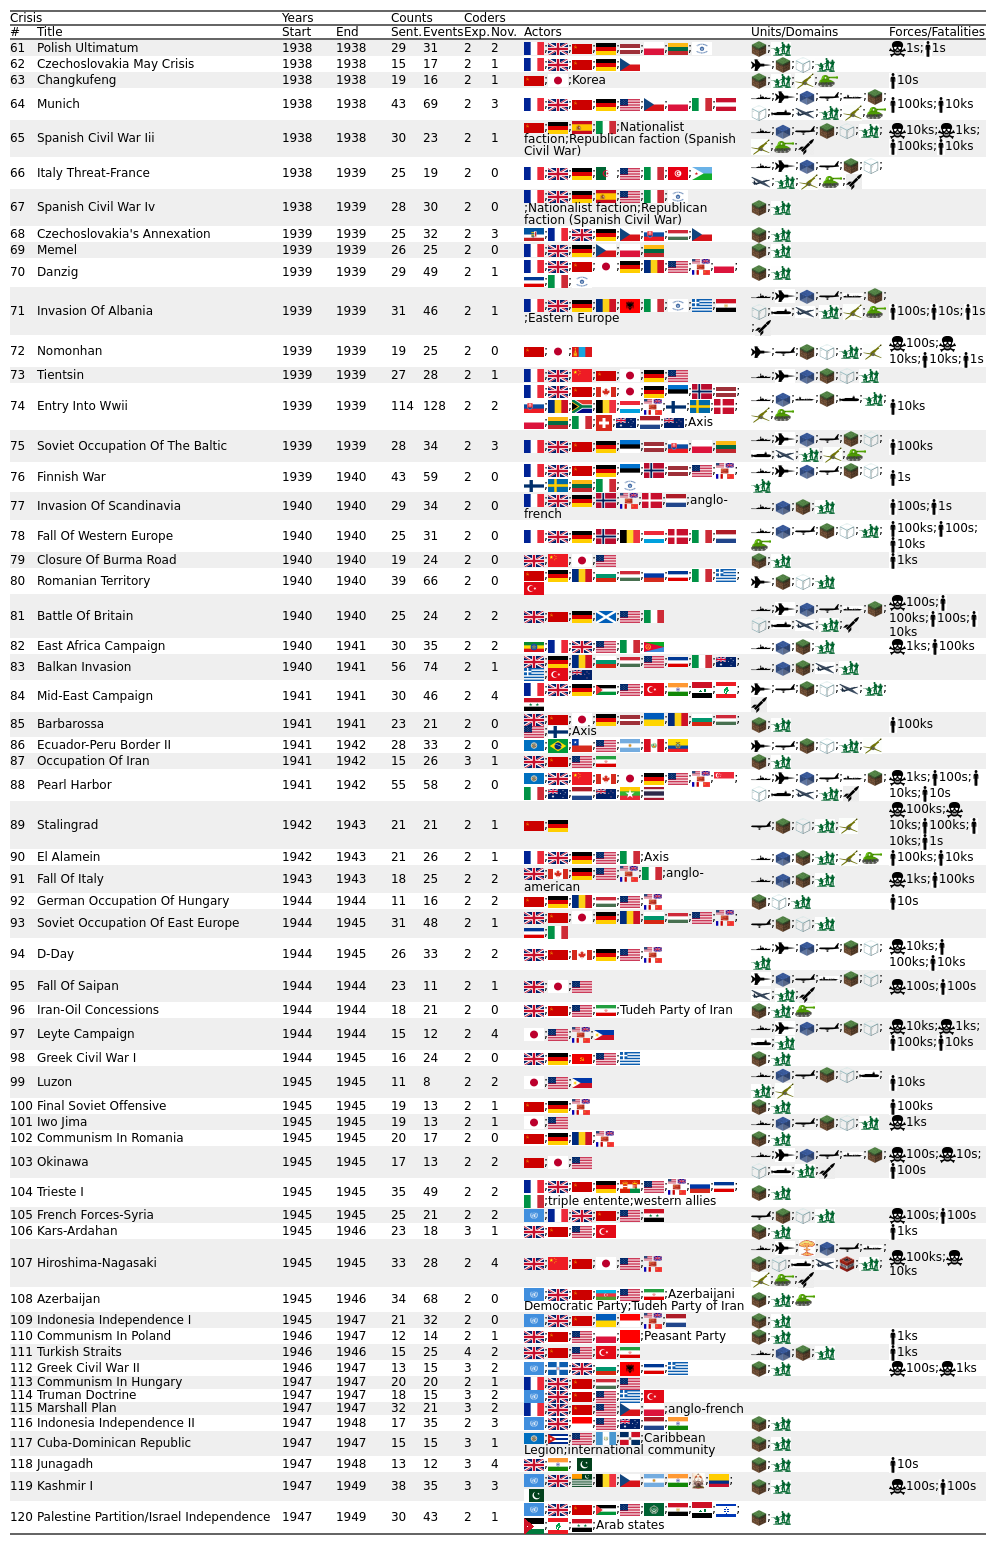 Crisis Years Counts Coders
# Title Start End Sent. Events Exp. Nov. Actors Units/Domains Forces/Fatalities
61 Polish Ultimatum 1938 1938 29 31 2 2 ; ; ; ; ; ; ; ; 1s; 1s
62 Czechoslovakia May Crisis 1938 1938 15 17 2 1
63 Changkufeng 1938 1938 19 16 2 1 ; ;Korea 10s
64 Munich 1938 1938 43 69 2 3 100ks; 10ks
65 Spanish Civil War Iii 1938 1938 30 23 2 1 ;Nationalist faction;Republican faction (Spanish Civil War) 10ks; 1ks; 100ks; 10ks
66 Italy Threat-France 1938 1939 25 19 2 0
67 Spanish Civil War Iv 1938 1939 28 30 2 0 ;Nationalist faction;Republican faction (Spanish Civil War)
68 Czechoslovakia's Annexation 1939 1939 25 32 2 3
69 Memel 1939 1939 26 25 2 0
70 Danzig 1939 1939 29 49 2 1
71 Invasion Of Albania 1939 1939 31 46 2 1 ;Eastern Europe 100s; 10s; 1s
72 Nomonhan 1939 1939 19 25 2 0 100s; 10ks; 10ks; 1s
73 Tientsin 1939 1939 27 28 2 1
74 Entry Into Wwii 1939 1939 114 128 2 2 ;Axis 10ks
75 Soviet Occupation Of The Baltic 1939 1939 28 34 2 3 100ks
76 Finnish War 1939 1940 43 59 2 0 1s
77 Invasion Of Scandinavia 1940 1940 29 34 2 0 ;anglo-french 100s; 1s
78 Fall Of Western Europe 1940 1940 25 31 2 0 100ks; 100s; 10ks
79 Closure Of Burma Road 1940 1940 19 24 2 0 1ks
80 Romanian Territory 1940 1940 39 66 2 0
81 Battle Of Britain 1940 1940 25 24 2 2 100s; 100ks; 100s; 10ks
82 East Africa Campaign 1940 1941 30 35 2 2 1ks; 100ks
83 Balkan Invasion 1940 1941 56 74 2 1
84 Mid-East Campaign 1941 1941 30 46 2 4
85 Barbarossa 1941 1941 23 21 2 0 ;Axis 100ks
86 Ecuador-Peru Border II 1941 1942 28 33 2 0
87 Occupation Of Iran 1941 1942 15 26 3 1
88 Pearl Harbor 1941 1942 55 58 2 0 1ks; 100s; 10ks; 10s
89 Stalingrad 1942 1943 21 21 2 1 100ks; 10ks; 100ks; 10ks; 1s
90 El Alamein 1942 1943 21 26 2 1 ;Axis 100ks; 10ks
91 Fall Of Italy 1943 1943 18 25 2 2 ;anglo-american 1ks; 100ks
92 German Occupation Of Hungary 1944 1944 11 16 2 2 10s
93 Soviet Occupation Of East Europe 1944 1945 31 48 2 1
94 D-Day 1944 1945 26 33 2 2 10ks; 100ks; 10ks
95 Fall Of Saipan 1944 1944 23 11 2 1 100s; 100s
96 Iran-Oil Concessions 1944 1944 18 21 2 0 ;Tudeh Party of Iran
97 Leyte Campaign 1944 1944 15 12 2 4 10ks; 1ks; 100ks; 10ks
98 Greek Civil War I 1944 1945 16 24 2 0
99 Luzon 1945 1945 11 8 2 2 10ks
100 Final Soviet Offensive 1945 1945 19 13 2 1 100ks
101 Iwo Jima 1945 1945 19 13 2 1 1ks
102 Communism In Romania 1945 1945 20 17 2 0
103 Okinawa 1945 1945 17 13 2 2 100s; 10s; 100s
104 Trieste I 1945 1945 35 49 2 2 ;triple entente;western allies
105 French Forces-Syria 1945 1945 25 21 2 2 100s; 100s
106 Kars-Ardahan 1945 1946 23 18 3 1 1ks
107 Hiroshima-Nagasaki 1945 1945 33 28 2 4 100ks; 10ks
108 Azerbaijan 1945 1946 34 68 2 0 ;Azerbaijani Democratic Party;Tudeh Party of Iran
109 Indonesia Independence I 1945 1947 21 32 2 0
110 Communism In Poland 1946 1947 12 14 2 1 ;Peasant Party 1ks
111 Turkish Straits 1946 1946 15 25 4 2 1ks
112 Greek Civil War II 1946 1947 13 15 3 2 100s; 1ks
113 Communism In Hungary 1947 1947 20 20 2 1
114 Truman Doctrine 1947 1947 18 15 3 2
115 Marshall Plan 1947 1947 32 21 3 2 ;anglo-french
116 Indonesia Independence II 1947 1948 17 35 2 3
117 Cuba-Dominican Republic 1947 1947 15 15 3 1 ;Caribbean Legion;international community
118 Junagadh 1947 1948 13 12 3 4 10s
119 Kashmir I 1947 1949 38 35 3 3 100s; 100s
120 Palestine Partition/Israel Independence 1947 1949 30 43 2 1 ;Arab states